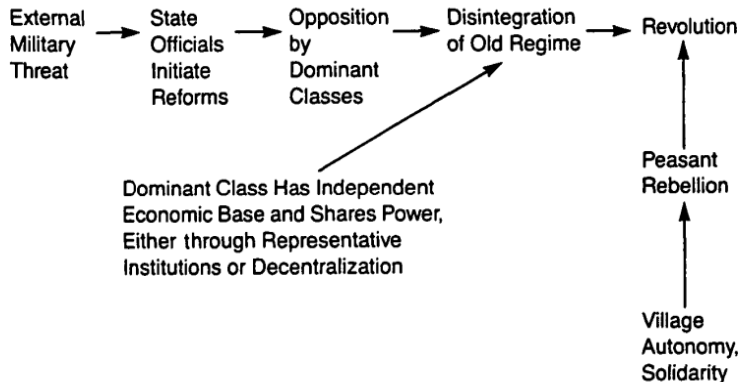 External
Military
Threat
State
Officials
Initiate
Reforms
Opposition
by
Dominant
Classes
Disintegration
of Old Regime
Revolution
Dominant Class Has Independent
Economic Base and Shares Power,
Either through Representative
Institutions or Decentralization
Peasant
Rebellion
Village
Autonomy,
Solidarity